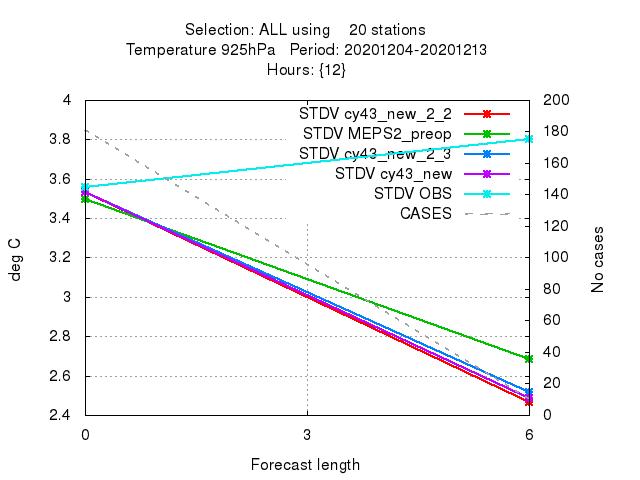 Selection: ALL using    20 stations
Temperature 925hPa   Period: 20201204-20201213
Hours: {12}
4
3.8
3.6
3.4
3.2
3
2.8
2.6
2.4
deg C
STDV cy43_new_2_2
STDV MEPS2_preop
STDV cy43_new_2_3
STDV cy43_new
STDV OBS
CASES
200
180
160
140
120
100
80
60
40
20
0
No cases
0
3
6
Forecast length